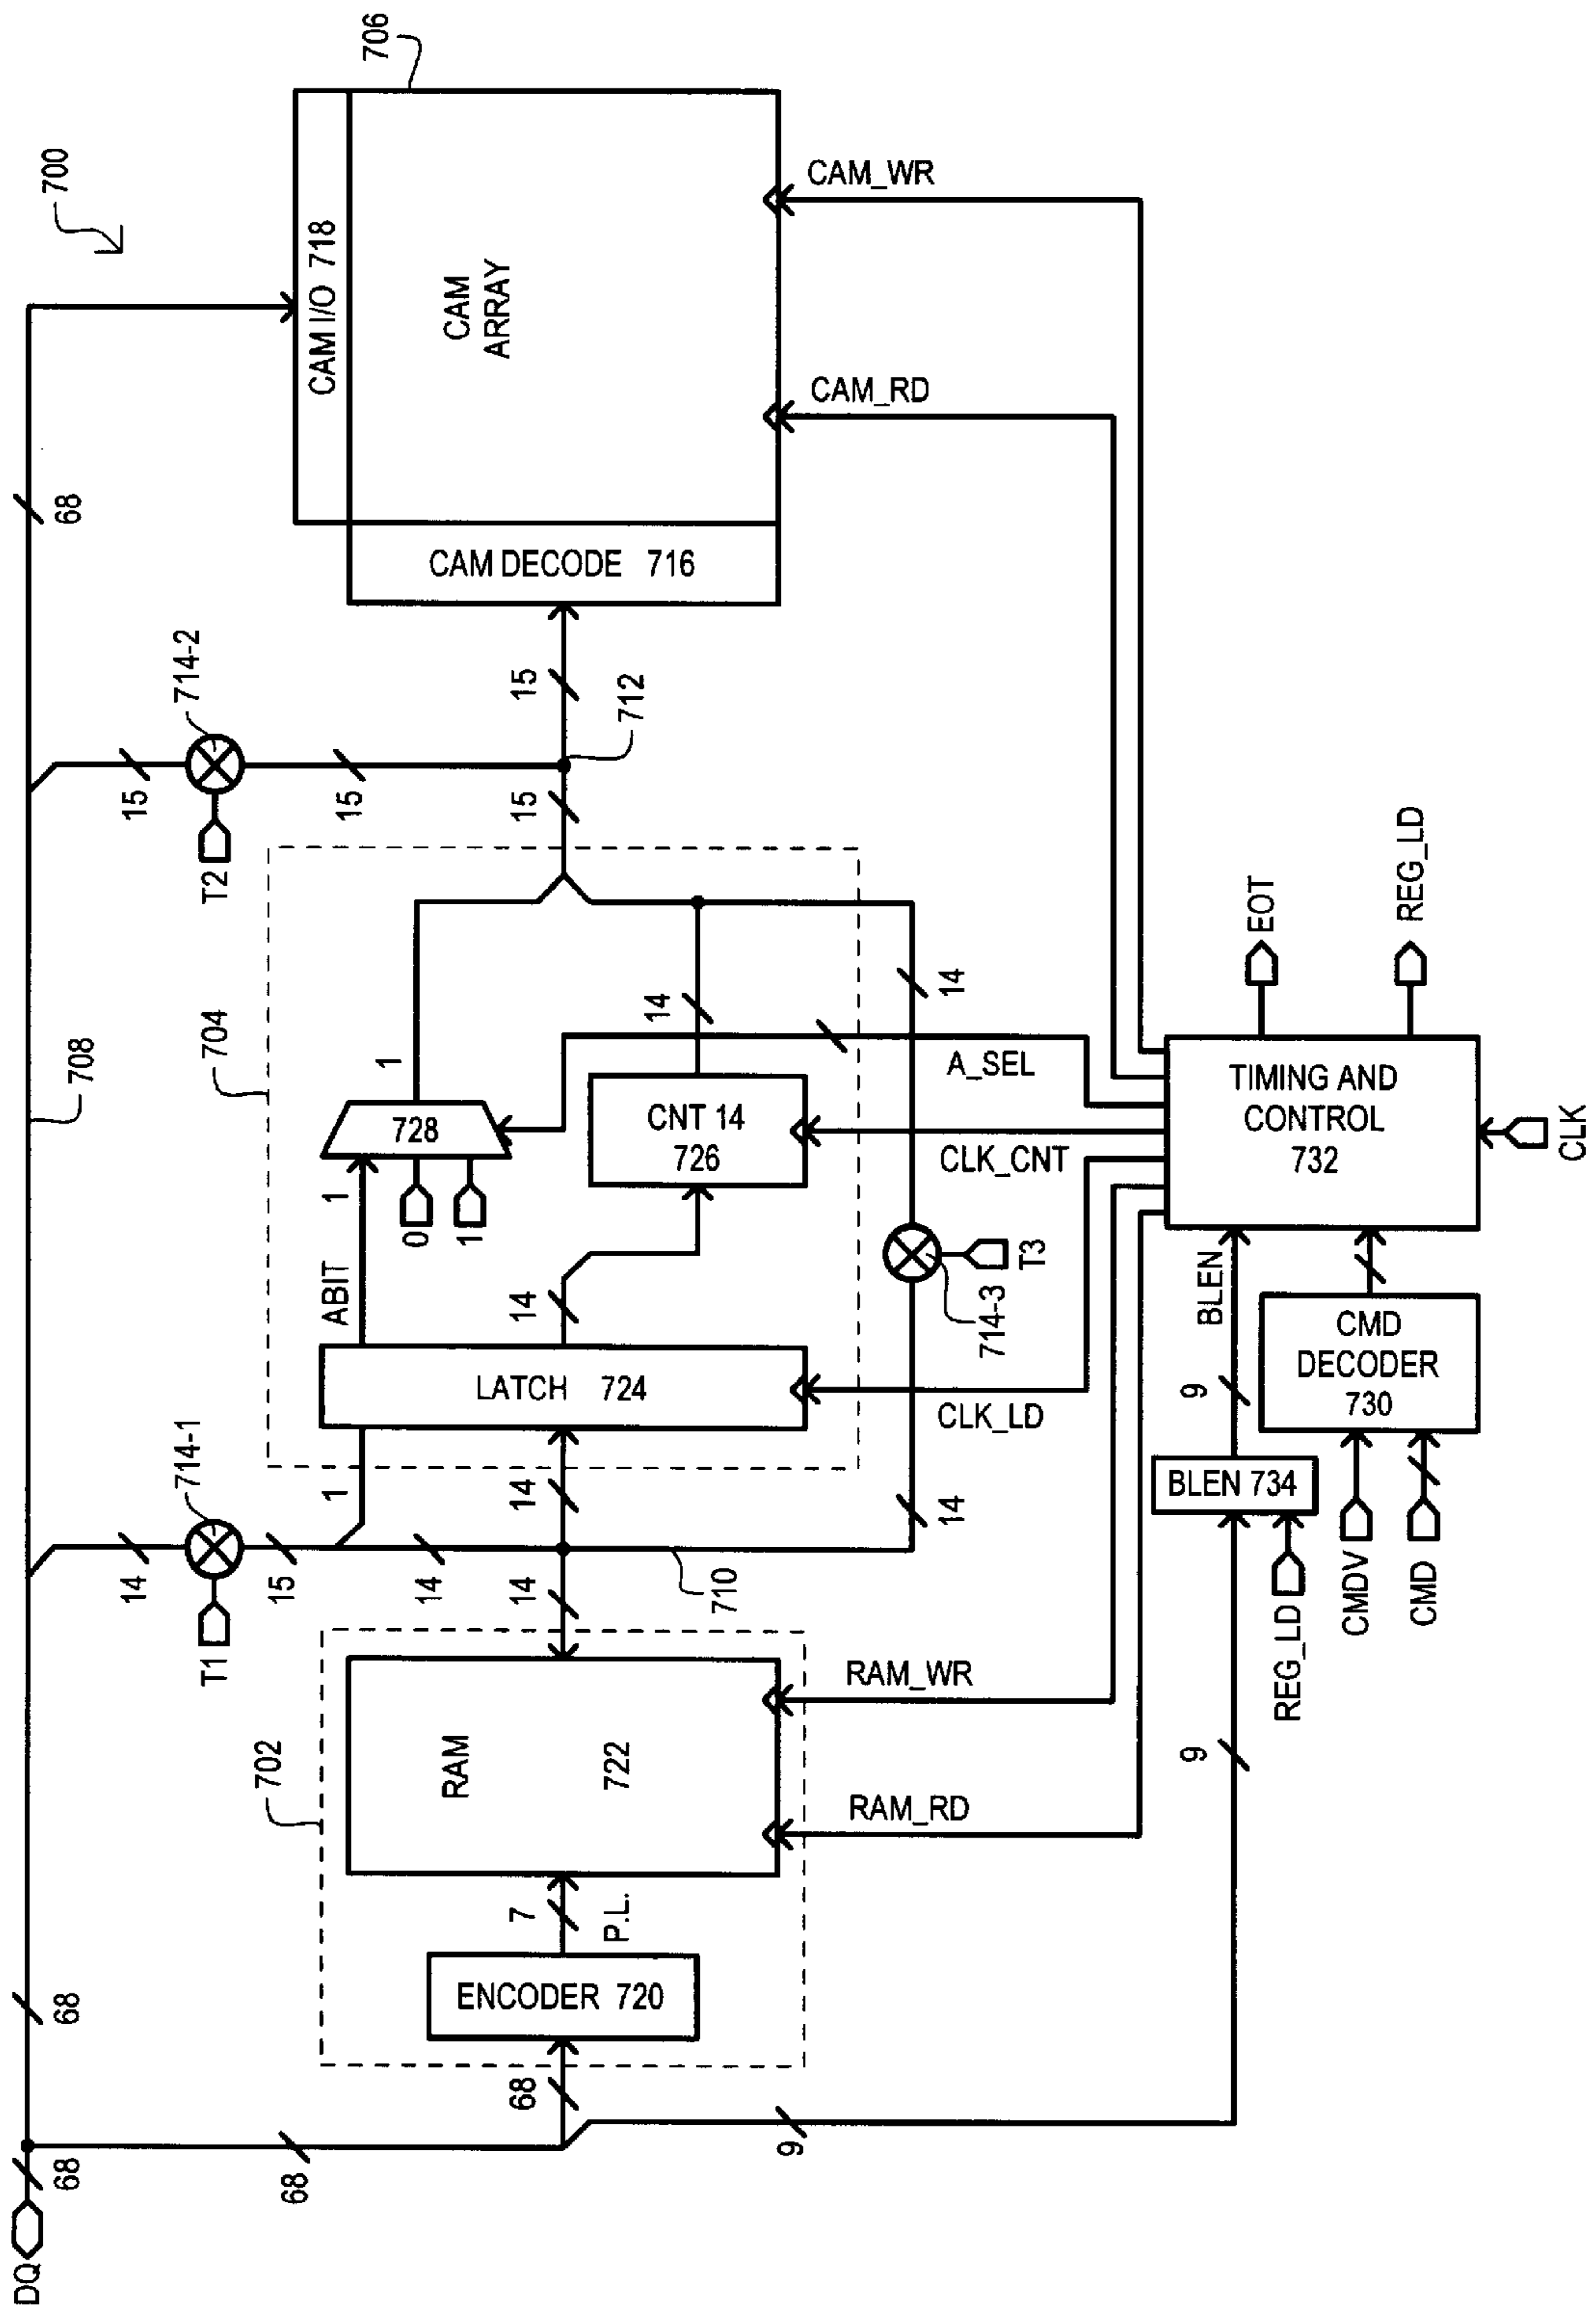 700
706
CAM I/O 718
CAM
ARRAY
CAM DECODE 716
CAM_WR
CAM_RD
68
708
714-2
15
T2
15
15
15
712
704
1
728
ABIT
1
0
1
14
CNT 14
726
14
LATCH 724
A_SEL
CLK_CNT
CLK_LD
14
T3
714-3
14
714-1
14
T1
15
1
14
14
14
710
702
RAM
722
RAM_WR
RAM_RD
7
P.L.
ENCODER 720
68
68
68
68
DQ
9
9
EOT
REG_LD
TIMING AND
CONTROL
732
CLK
BLEN
9
CMD
DECODER
730
BLEN 734
REG_LD
CMDV
CMD